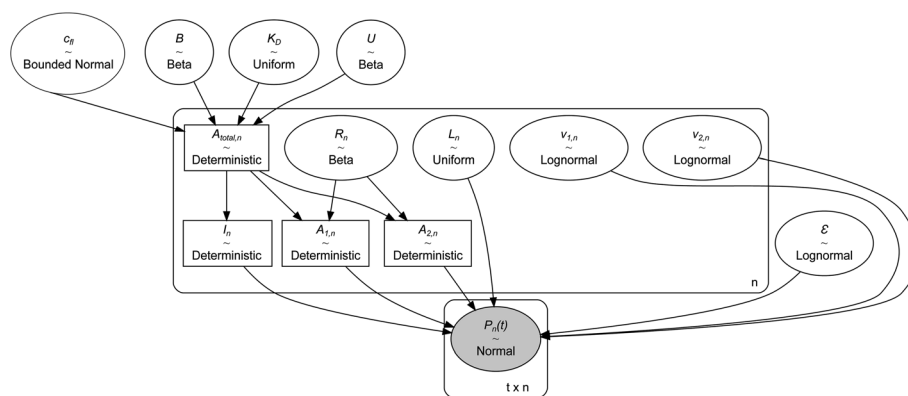 c_fl
~
Bounded Normal
B
~
Beta
K_D
~
Uniform
U
~
Beta
A_total,n
~
Deterministic
R_n
~
Beta
L_n
~
Uniform
v_1,n
~
Lognormal
v_2,n
~
Lognormal
I_n
~
Deterministic
A_1,n
~
Deterministic
A_2,n
~
Deterministic
ε
~
Lognormal
n
P_n(t)
~
Normal
t x n